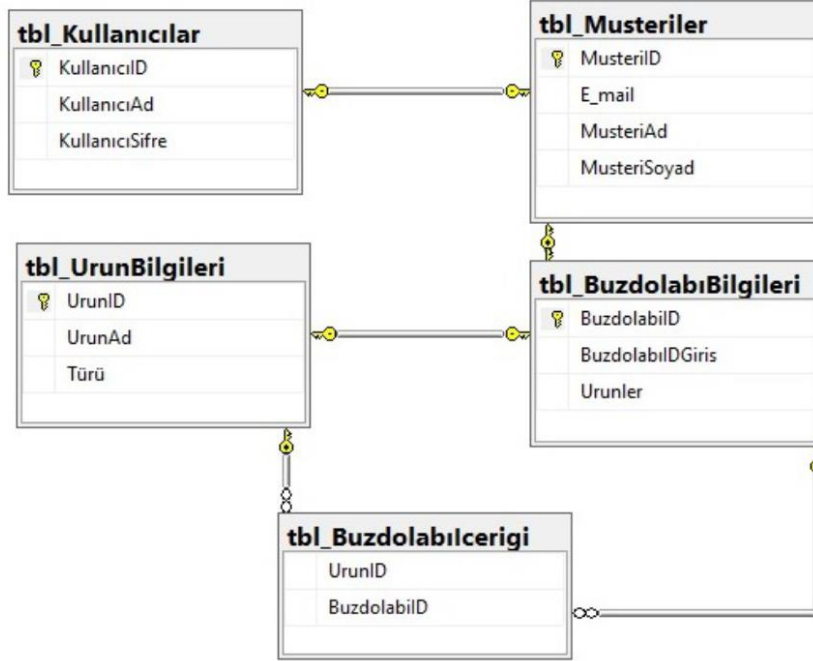 tbl_Kullanıcılar
KullanıcıID
KullanıcıAd
KullanıcıSifre
tbl_Musteriler
MusteriID
E_mail
MusteriAd
MusteriSoyad
tbl_UrunBilgileri
UrunID
UrunAd
Türü
tbl_BuzdolabıBilgileri
BuzdolabiID
BuzdolabıIDGiris
Urunler
tbl_BuzdolabıIcerigi
UrunID
BuzdolabiID